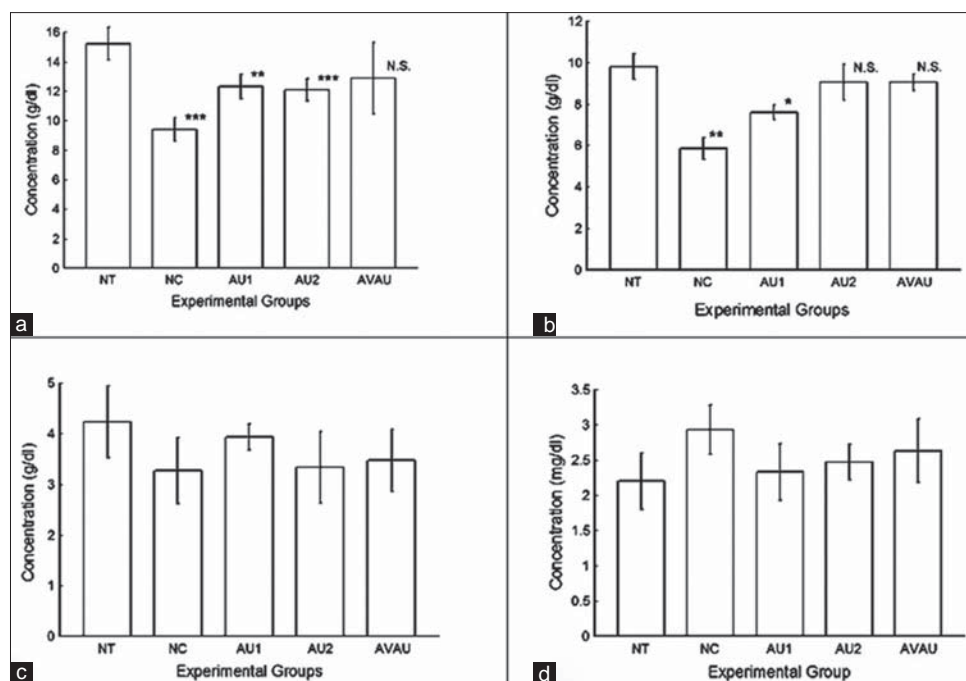 Concentration (g/dl)
16
14
12
10
8
6
4
2
0
***
**
***
N.S.
NT NC AU1 AU2 AVAU
Experimental Groups
a
Concentration (g/dl)
12
10
8
6
4
2
0
**
*
N.S.
N.S.
NT NC AU1 AU2 AVAU
Experimental Groups
b
Concentration (g/dl)
5
4
3
2
1
0
NT NC AU1 AU2 AVAU
Experimental Groups
c
Concentration (mg/dl)
3.5
3
2.5
2
1.5
1
0.5
0
NT NC AU1 AU2 AVAU
Experimental Group
d